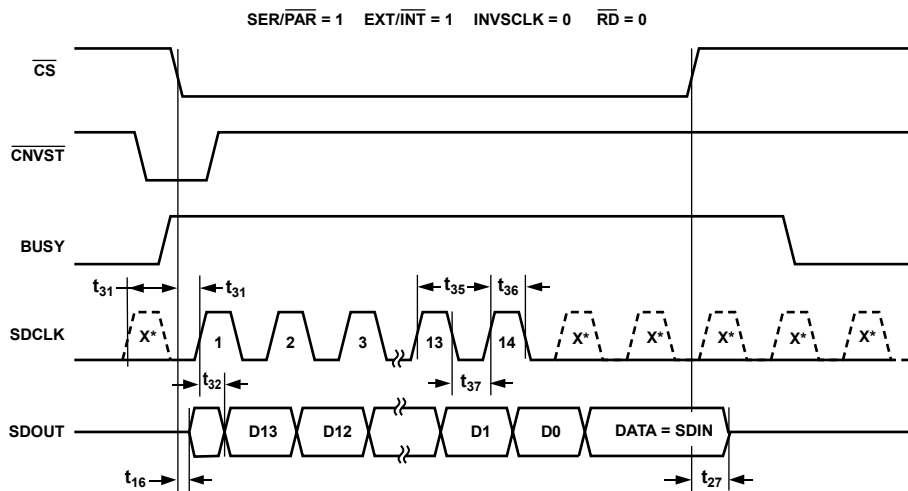 SER/PAR = 1 EXT/INT = 1 INVSCLK = 0 RD = 0
CS
CNVST
BUSY
t31 t31 t35 t36
SDCLK X* 1 2 3 13 14 X* X* X* X* X*
t32 t37
SDOUT D13 D12 D1 D0 DATA = SDIN
t16 t27